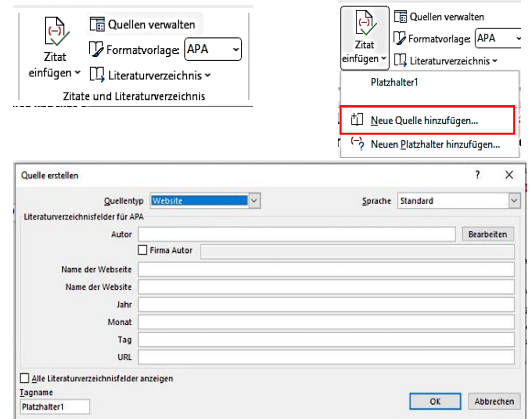 Zitat
einfügen
Quellen verwalten
Formatvorlage: APA
Literaturverzeichnis
Zitate und Literaturverzeichnis
Zitat
einfügen
Quellen verwalten
Formatvorlage: APA
Literaturverzeichnis
Platzhalter1
Neue Quelle hinzufügen...
Neuen Platzhalter hinzufügen...
Quelle erstellen
Quellentyp Website Sprache Standard
Literaturverzeichnisfelder für APA
Autor Bearbeiten
Firma Autor
Name der Webseite
Name der Website
Jahr
Monat
Tag
URL
Alle Literaturverzeichnisfelder anzeigen
Tagname
Platzhalter1
OK Abbrechen